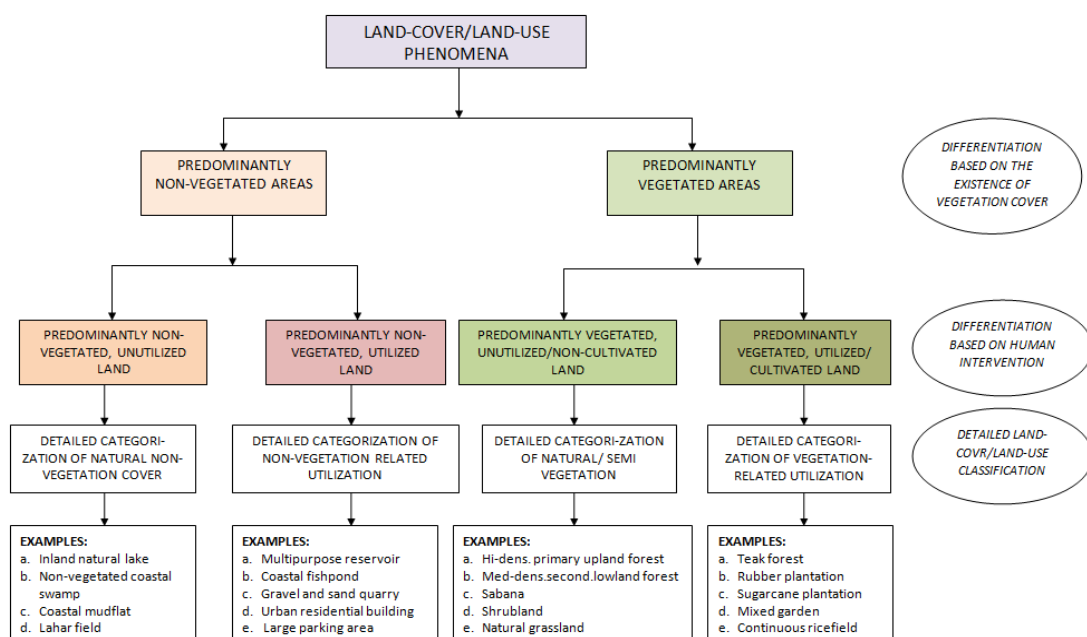 LAND-COVER/LAND-USE
PHENOMENA
PREDOMINANTLY
NON-VEGETATED AREAS
PREDOMINANTLY
VEGETATED AREAS
DIFFERENTIATION
BASED ON THE
EXISTENCE OF
VEGETATION COVER
PREDOMINANTLY NON-
VEGETATED, UNUTILIZED
LAND
PREDOMINANTLY NON-
VEGETATED, UTILIZED
LAND
PREDOMINANTLY VEGETATED,
UNUTILIZED/NON-CULTIVATED
LAND
PREDOMINANTLY
VEGETATED, UTILIZED/
CULTIVATED LAND
DIFFERENTIATION
BASED ON HUMAN
INTERVENTION
DETAILED CATEGORI-
ZATION OF NATURAL NON-
VEGETATION COVER
DETAILED CATEGORIZATION OF
NON-VEGETATION RELATED
UTILIZATION
DETAILED CATEGORI-ZATION
OF NATURAL/ SEMI
VEGETATION
DETAILED CATEGORI-
ZATION OF VEGETATION-
RELATED UTILIZATION
DETAILED LAND-
COVR/LAND-USE
CLASSIFICATION
EXAMPLES:
a. Inland natural lake
b. Non-vegetated coastal
swamp
c. Coastal mudflat
d. Lahar field
EXAMPLES:
a. Multipurpose reservoir
b. Coastal fishpond
c. Gravel and sand quarry
d. Urban residential building
e. Large parking area
EXAMPLES:
a. Hi-dens. primary upland forest
b. Med-dens.second.lowland forest
c. Sabana
d. Shrubland
e. Natural grassland
EXAMPLES:
a. Teak forest
b. Rubber plantation
c. Sugarcane plantation
d. Mixed garden
e. Continuous ricefield